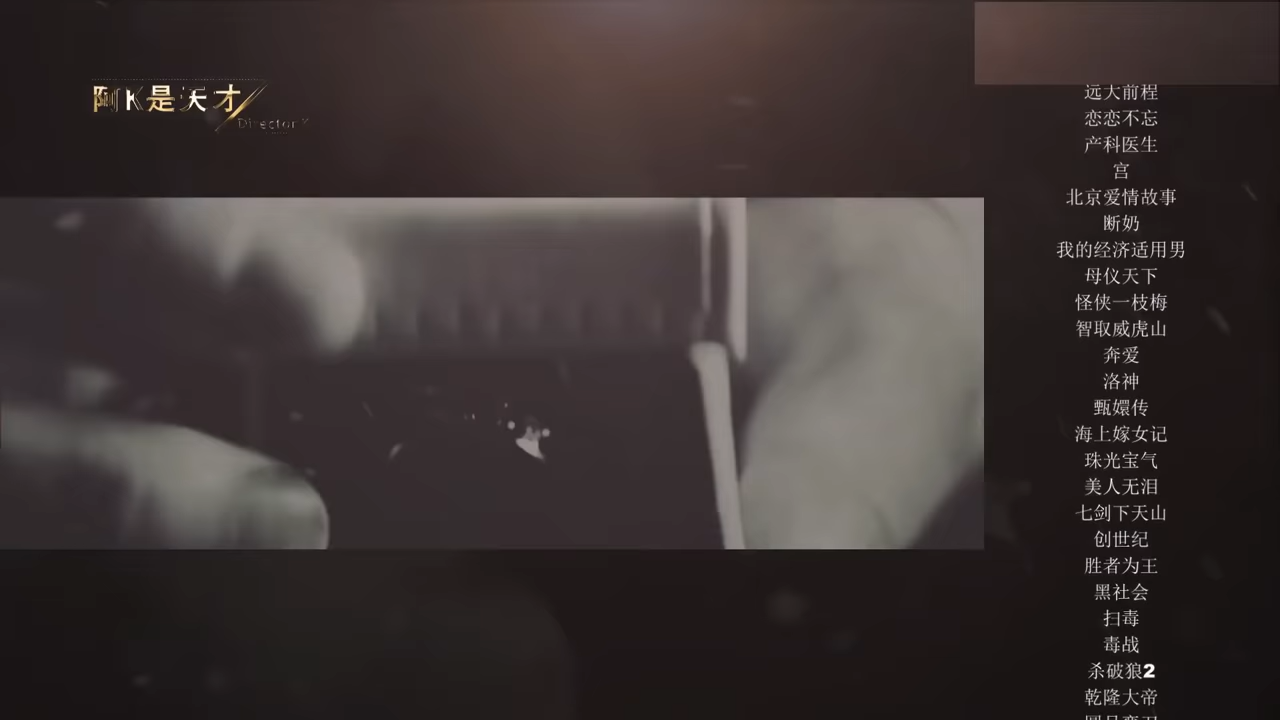 阿K是天才
Director K
远大前程
恋恋不忘
产科医生
宫
北京爱情故事
断奶
我的经济适用男
母仪天下
怪侠一枝梅
智取威虎山
奔爱
洛神
甄嬛传
海上嫁女记
珠光宝气
美人无泪
七剑下天山
创世纪
胜者为王
黑社会
扫毒
毒战
杀破狼2
乾隆大帝